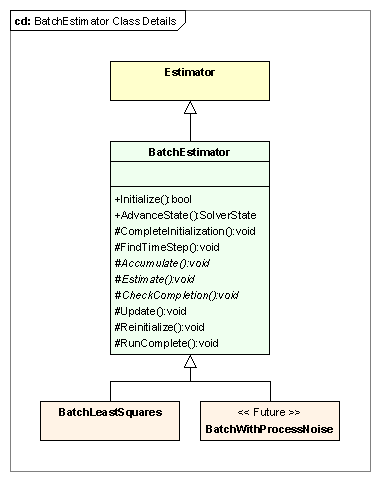 cd: BatchEstimator Class Details
Estimator
BatchEstimator
+Initialize():bool
+AdvanceState():SolverState
#CompleteInitialization():void
#FindTimeStep():void
#Accumulate():void
#Estimate():void
#CheckCompletion():void
#Update():void
#Reinitialize():void
#RunComplete():void
BatchLeastSquares
<< Future >>
BatchWithProcessNoise